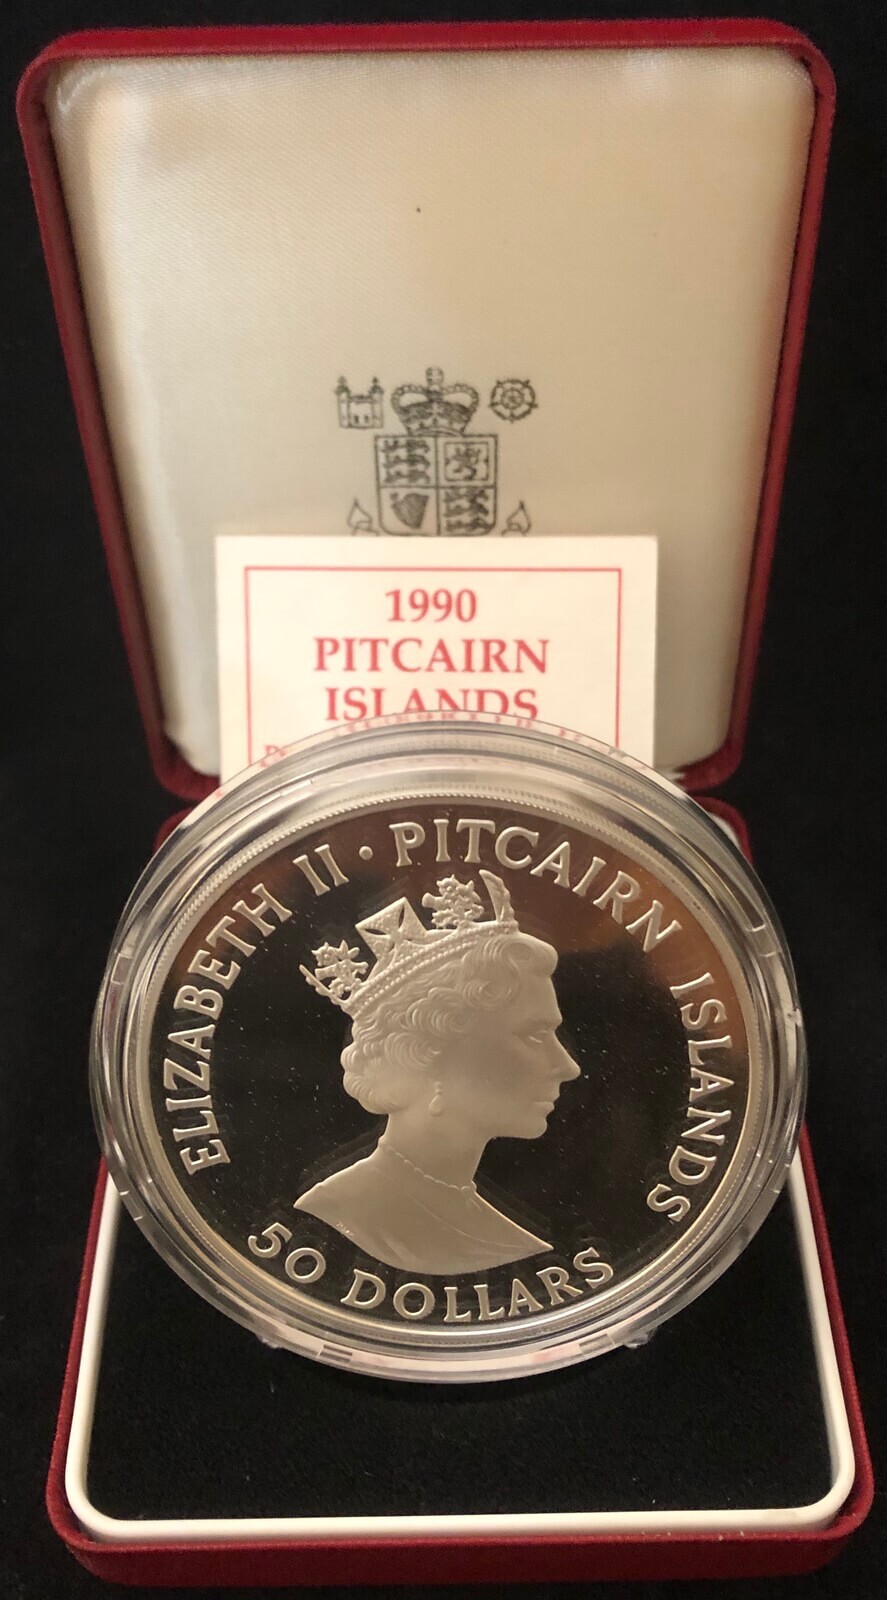 1990
PITCAIRN
ISLANDS
ELIZABETH II · PITCAIRN ISLANDS
50 DOLLARS